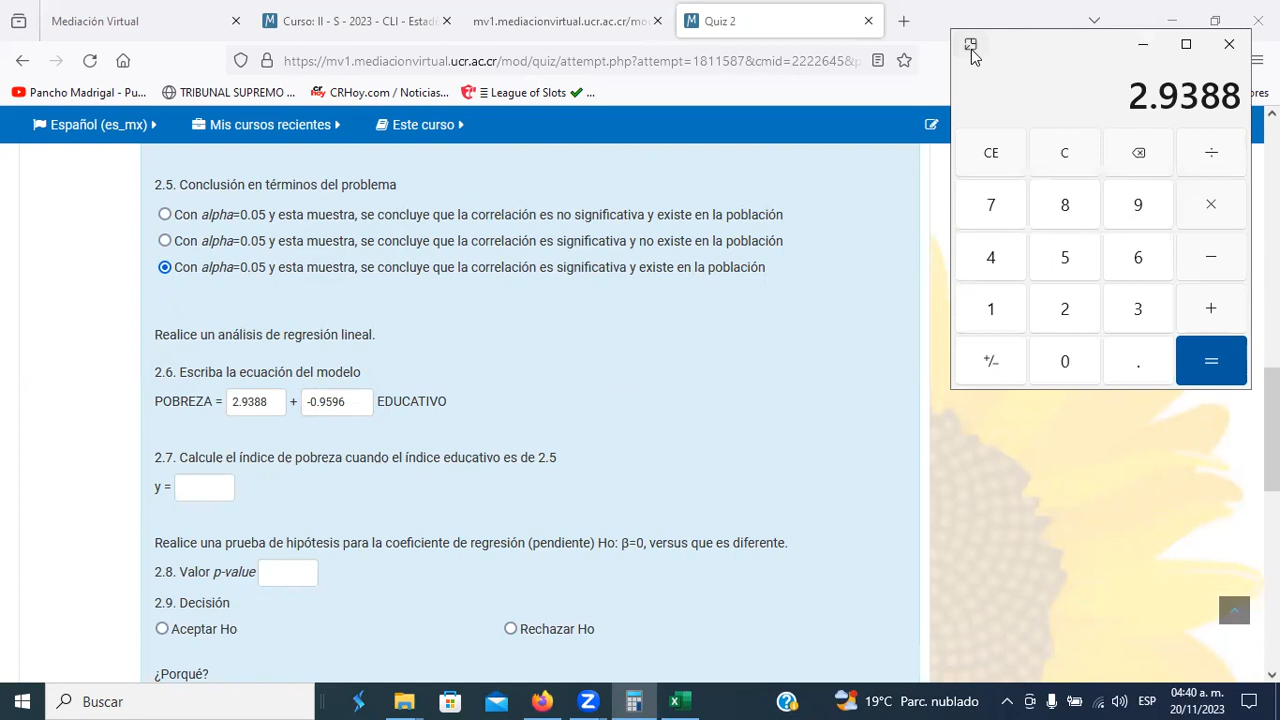 Mediación Virtual
Curso: II - S - 2023 - CLI - Estadí
mv1.mediacionvirtual.ucr.ac.cr/mo
Quiz 2
https://mv1.mediacionvirtual.ucr.ac.cr/mod/quiz/attempt.php?attempt=1811587&cmid=2222645&p
Pancho Madrigal - Pu...
TRIBUNAL SUPREMO ...
CRHoy.com / Noticias...
☰ League of Slots ✔ ...
ores
Español (es_mx)
Mis cursos recientes
Este curso
2.9388
CE C ⌫ ÷
7 8 9 ×
4 5 6 −
1 2 3 +
+/− 0 . =
2.5. Conclusión en términos del problema
Con alpha=0.05 y esta muestra, se concluye que la correlación es no significativa y existe en la población
Con alpha=0.05 y esta muestra, se concluye que la correlación es significativa y no existe en la población
Con alpha=0.05 y esta muestra, se concluye que la correlación es significativa y existe en la población
Realice un análisis de regresión lineal.
2.6. Escriba la ecuación del modelo
POBREZA = 2.9388 + -0.9596 EDUCATIVO
2.7. Calcule el índice de pobreza cuando el índice educativo es de 2.5
y =
Realice una prueba de hipótesis para la coeficiente de regresión (pendiente) Ho: β=0, versus que es diferente.
2.8. Valor p-value
2.9. Decisión
Aceptar Ho Rechazar Ho
¿Porqué?
Buscar
19°C Parc. nublado
ESP
04:40 a. m.
20/11/2023